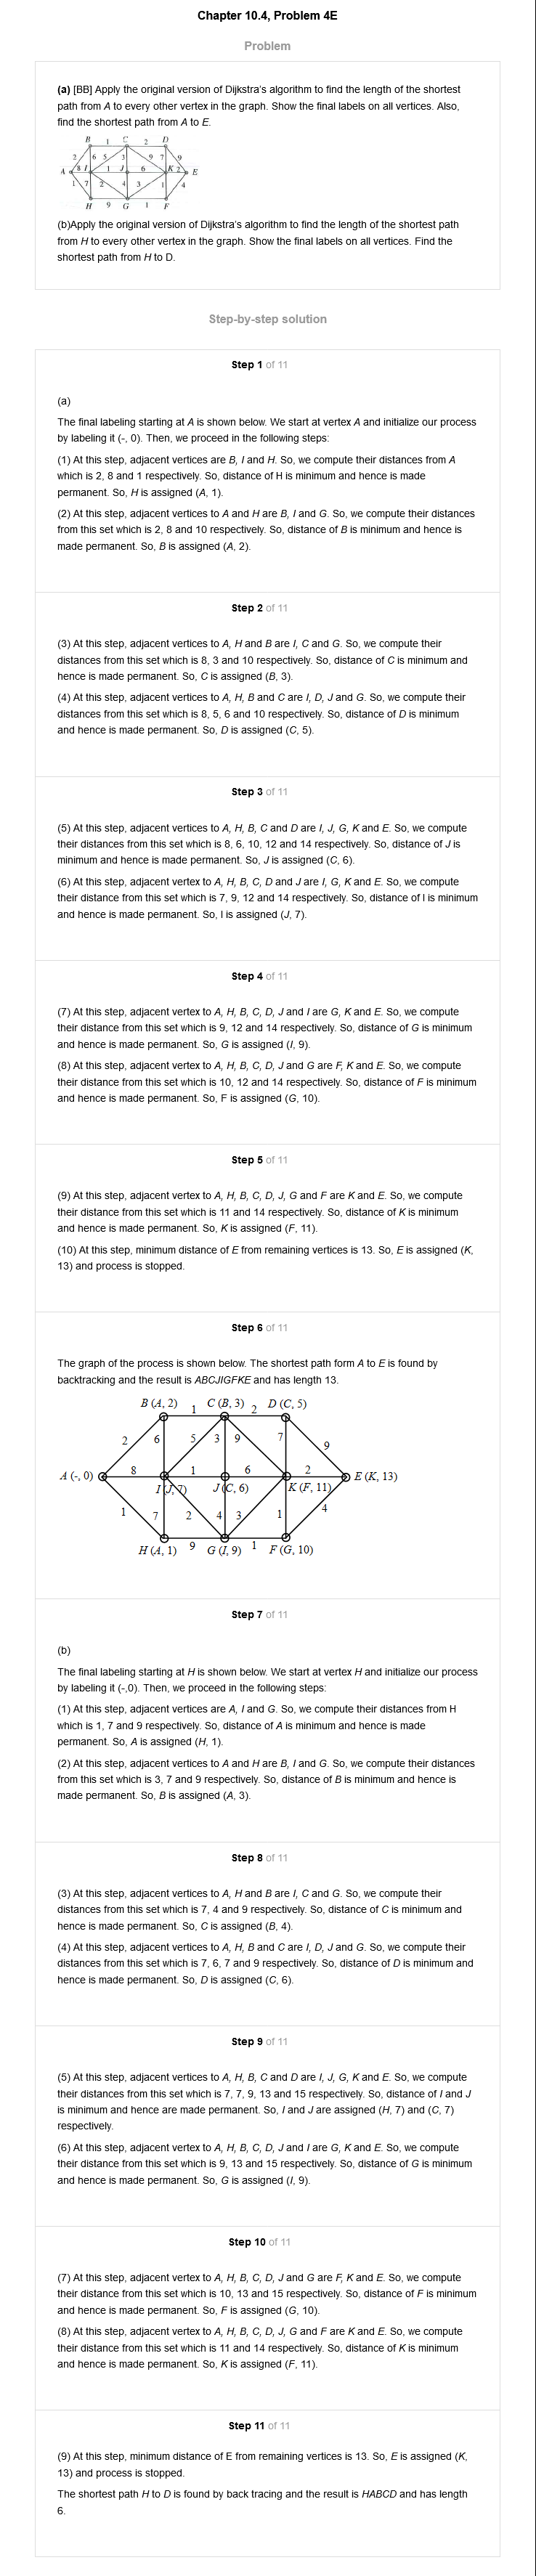 Chapter 10.4, Problem 4E
Problem
(a) [BB] Apply the original version of Dijkstra's algorithm to find the length of the shortest
path from A to every other vertex in the graph. Show the final labels on all vertices. Also,
find the shortest path from A to E.
B 1 C 2 D
2 6 5 3 9 7 9
A 8 I 1 J 6 K 2 E
1 7 2 4 3 1 4
H 9 G 1 F
(b)Apply the original version of Dijkstra's algorithm to find the length of the shortest path
from H to every other vertex in the graph. Show the final labels on all vertices. Find the
shortest path from H to D.
Step-by-step solution
Step 1 of 11
(a)
The final labeling starting at A is shown below. We start at vertex A and initialize our process
by labeling it (-, 0). Then, we proceed in the following steps:
(1) At this step, adjacent vertices are B, I and H. So, we compute their distances from A
which is 2, 8 and 1 respectively. So, distance of H is minimum and hence is made
permanent. So, H is assigned (A, 1).
(2) At this step, adjacent vertices to A and H are B, I and G. So, we compute their distances
from this set which is 2, 8 and 10 respectively. So, distance of B is minimum and hence is
made permanent. So, B is assigned (A, 2).
Step 2 of 11
(3) At this step, adjacent vertices to A, H and B are I, C and G. So, we compute their
distances from this set which is 8, 3 and 10 respectively. So, distance of C is minimum and
hence is made permanent. So, C is assigned (B, 3).
(4) At this step, adjacent vertices to A, H, B and C are I, D, J and G. So, we compute their
distances from this set which is 8, 5, 6 and 10 respectively. So, distance of D is minimum
and hence is made permanent. So, D is assigned (C, 5).
Step 3 of 11
(5) At this step, adjacent vertices to A, H, B, C and D are I, J, G, K and E. So, we compute
their distances from this set which is 8, 6, 10, 12 and 14 respectively. So, distance of J is
minimum and hence is made permanent. So, J is assigned (C, 6).
(6) At this step, adjacent vertex to A, H, B, C, D and J are I, G, K and E. So, we compute
their distances from this set which is 7, 9, 12 and 14 respectively. So, distance of I is minimum
and hence is made permanent. So, I is assigned (J, 7).
Step 4 of 11
(7) At this step, adjacent vertex to A, H, B, C, D, J and I are G, K and E. So, we compute
their distance from this set which is 9, 12 and 14 respectively. So, distance of G is minimum
and hence is made permanent. So, G is assigned (I, 9).
(8) At this step, adjacent vertex to A, H, B, C, D, J and G are F, K and E. So, we compute
their distance from this set which is 10, 12 and 14 respectively. So, distance of F is minimum
and hence is made permanent. So, F is assigned (G, 10).
Step 5 of 11
(9) At this step, adjacent vertex to A, H, B, C, D, J, G and F are K and E. So, we compute
their distance from this set which is 11 and 14 respectively. So, distance of K is minimum
and hence is made permanent. So, K is assigned (F, 11).
(10) At this step, minimum distance of E from remaining vertices is 13. So, E is assigned (K,
13) and process is stopped.
Step 6 of 11
The graph of the process is shown below. The shortest path form A to E is found by
backtracking and the result is ABCJIGFKE and has length 13.
B (A, 2) 1 C (B, 3) 2 D (C, 5)
2 6 5 3 9 7 9
A (-, 0) 8 1 6 2 E (K, 13)
I (J, 7) J (C, 6) K (F, 11)
1 7 2 4 3 1 4
H (A, 1) 9 G (I, 9) 1 F (G, 10)
Step 7 of 11
(b)
The final labeling starting at H is shown below. We start at vertex H and initialize our process
by labeling it (-,0). Then, we proceed in the following steps:
(1) At this step, adjacent vertices are A, I and G. So, we compute their distances from H
which is 1, 7 and 9 respectively. So, distance of A is minimum and hence is made
permanent. So, A is assigned (H, 1).
(2) At this step, adjacent vertices to A and H are B, I and G. So, we compute their distances
from this set which is 3, 7 and 9 respectively. So, distance of B is minimum and hence is
made permanent. So, B is assigned (A, 3).
Step 8 of 11
(3) At this step, adjacent vertices to A, H and B are I, C and G. So, we compute their
distances from this set which is 7, 4 and 9 respectively. So, distance of C is minimum and
hence is made permanent. So, C is assigned (B, 4).
(4) At this step, adjacent vertices to A, H, B and C are I, D, J and G. So, we compute their
distances from this set which is 7, 6, 7 and 9 respectively. So, distance of D is minimum and
hence is made permanent. So, D is assigned (C, 6).
Step 9 of 11
(5) At this step, adjacent vertices to A, H, B, C and D are I, J, G, K and E. So, we compute
their distances from this set which is 7, 7, 9, 13 and 15 respectively. So, distance of I and J
is minimum and hence are made permanent. So, I and J are assigned (H, 7) and (C, 7)
respectively.
(6) At this step, adjacent vertex to A, H, B, C, D, J and I are G, K and E. So, we compute
their distance from this set which is 9, 13 and 15 respectively. So, distance of G is minimum
and hence is made permanent. So, G is assigned (I, 9).
Step 10 of 11
(7) At this step, adjacent vertex to A, H, B, C, D, J and G are F, K and E. So, we compute
their distance from this set which is 10, 13 and 15 respectively. So, distance of F is minimum
and hence is made permanent. So, F is assigned (G, 10).
(8) At this step, adjacent vertex to A, H, B, C, D, J, G and F are K and E. So, we compute
their distance from this set which is 11 and 14 respectively. So, distance of K is minimum
and hence is made permanent. So, K is assigned (F, 11).
Step 11 of 11
(9) At this step, minimum distance of E from remaining vertices is 13. So, E is assigned (K,
13) and process is stopped.
The shortest path H to D is found by back tracing and the result is HABCD and has length
6.